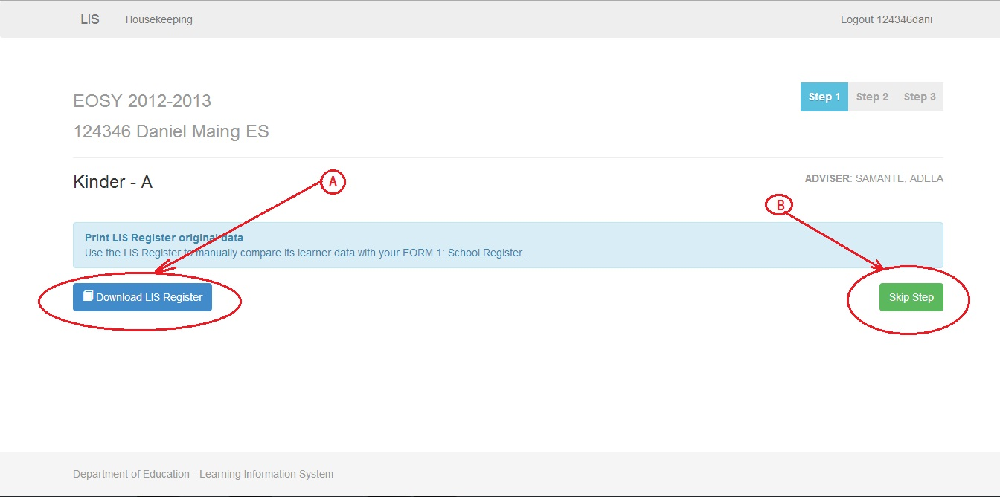 LIS Housekeeping Logout 124346dani
EOSY 2012-2013
Step 1 Step 2 Step 3
124346 Daniel Maing ES
Kinder - A
A
ADVISER: SAMANTE, ADELA
B
Print LIS Register original data
Use the LIS Register to manually compare its learner data with your FORM 1: School Register.
Download LIS Register
Skip Step
Department of Education - Learning Information System